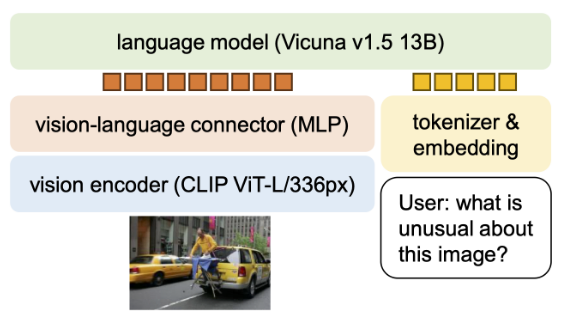 language model (Vicuna v1.5 13B)
vision-language connector (MLP)
tokenizer &
embedding
vision encoder (CLIP ViT-L/336px)
User: what is
unusual about
this image?